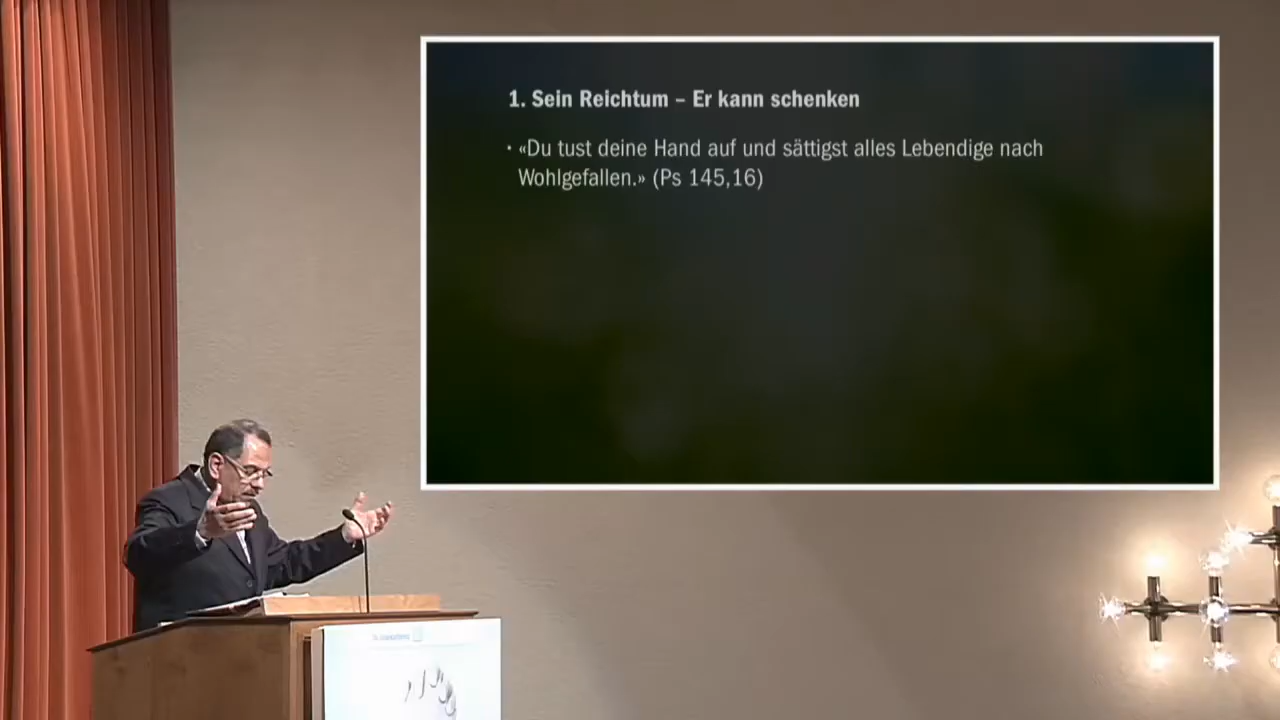 1. Sein Reichtum – Er kann schenken
· «Du tust deine Hand auf und sättigst alles Lebendige nach
Wohlgefallen.» (Ps 145,16)